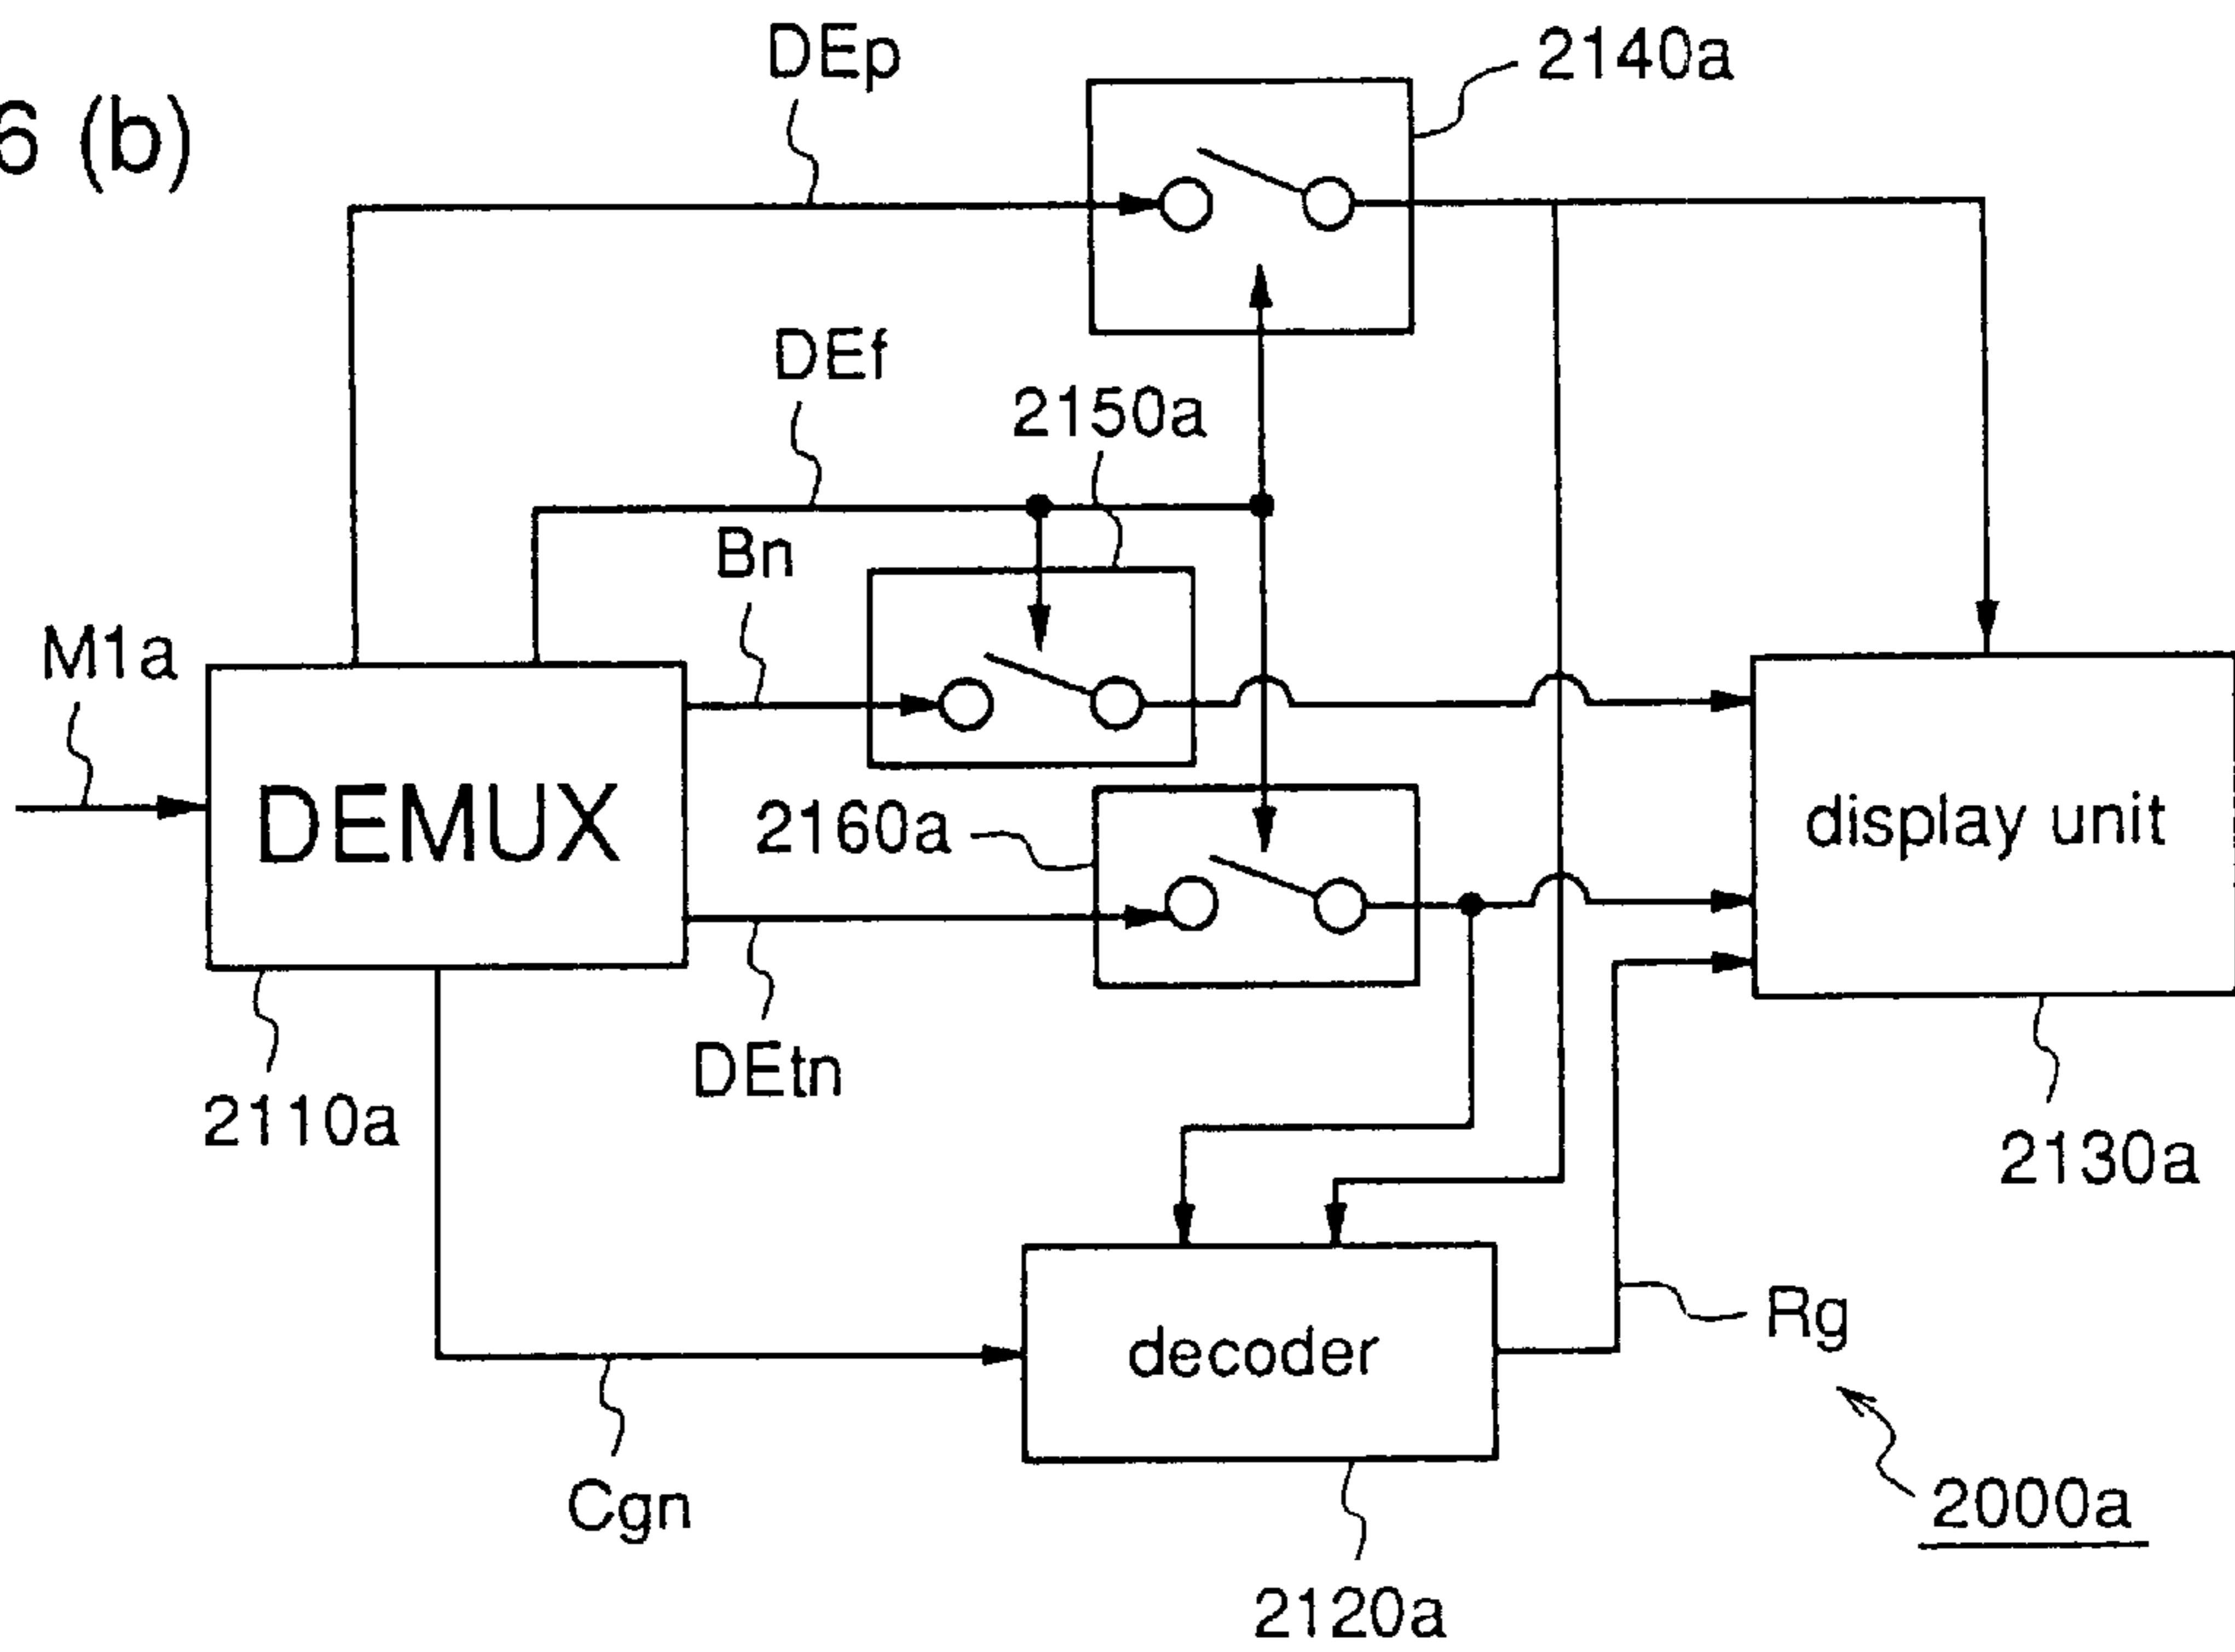 6 (b)
DEp
2140a
DEf
2150a
Bn
M1a
DEMUX
2160a
display unit
DEtn
2110a
2130a
Rg
decoder
Cgn
2000a
2120a